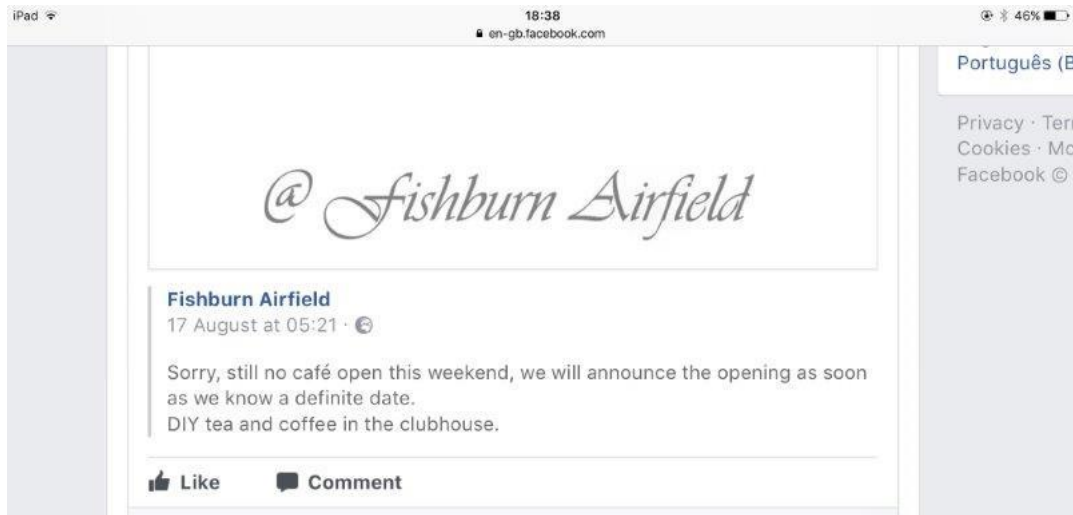 iPad 18:38 46%
en-gb.facebook.com
Português (B
Privacy · Ter
Cookies · Mo
Facebook ©
@ Fishburn Airfield
Fishburn Airfield
17 August at 05:21 ·
Sorry, still no café open this weekend, we will announce the opening as soon
as we know a definite date.
DIY tea and coffee in the clubhouse.
Like Comment